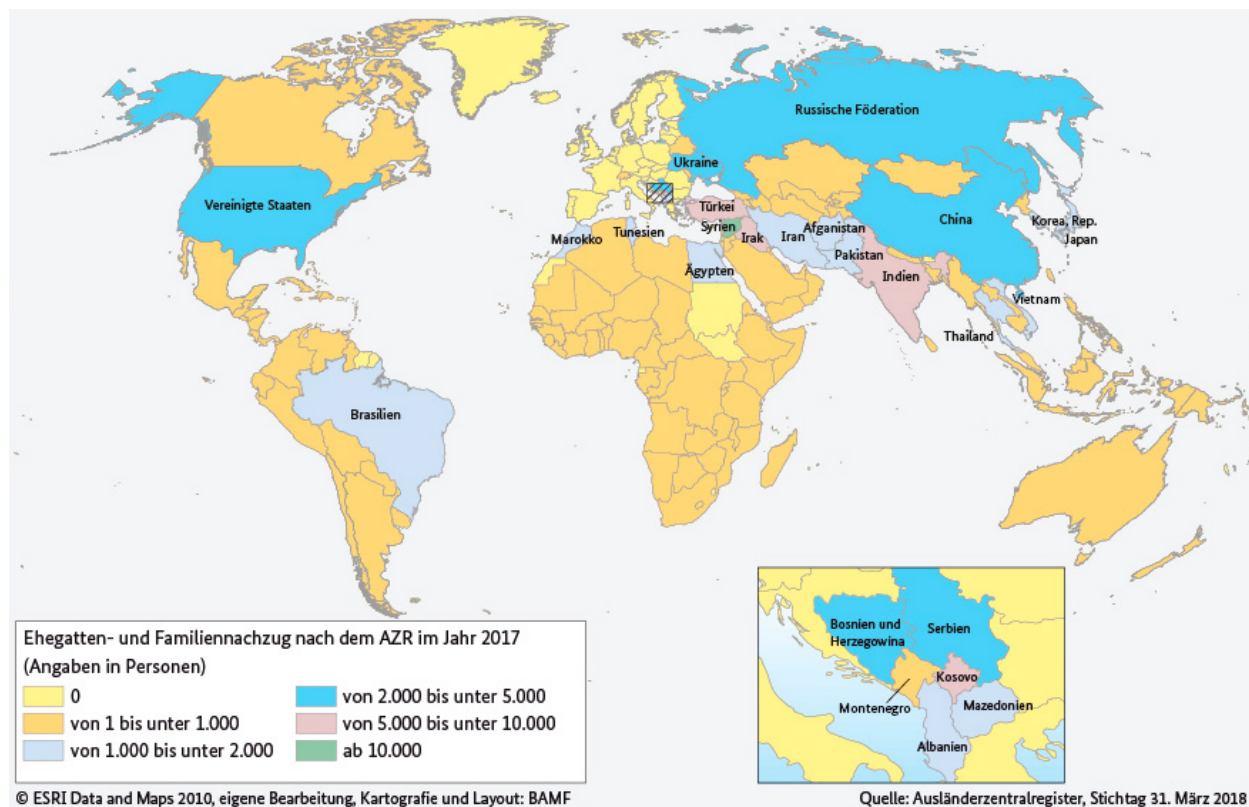 Russische Föderation
Ukraine
Vereinigte Staaten
Türkei
China
Korea, Rep.
Japan
Syrien
Afganistan
Tunesien
Marokko
Irak
Iran
Pakistan
Ägypten
Indien
Vietnam
Thailand
Brasilien
Ehegatten- und Familiennachzug nach dem AZR im Jahr 2017
(Angaben in Personen)
0
von 1 bis unter 1.000
von 1.000 bis unter 2.000
von 2.000 bis unter 5.000
von 5.000 bis unter 10.000
ab 10.000
Bosnien und
Herzegowina
Serbien
Kosovo
Montenegro
Mazedonien
Albanien
© ESRI Data and Maps 2010, eigene Bearbeitung, Kartografie und Layout: BAMF
Quelle: Ausländerzentralregister, Stichtag 31. März 2018